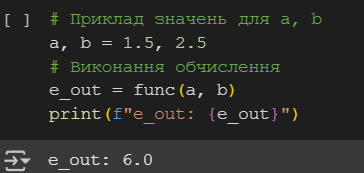 [ ] # Приклад значень для a, b
a, b = 1.5, 2.5
# Виконання обчислення
e_out = func(a, b)
print(f"e_out: {e_out}")
e_out: 6.0